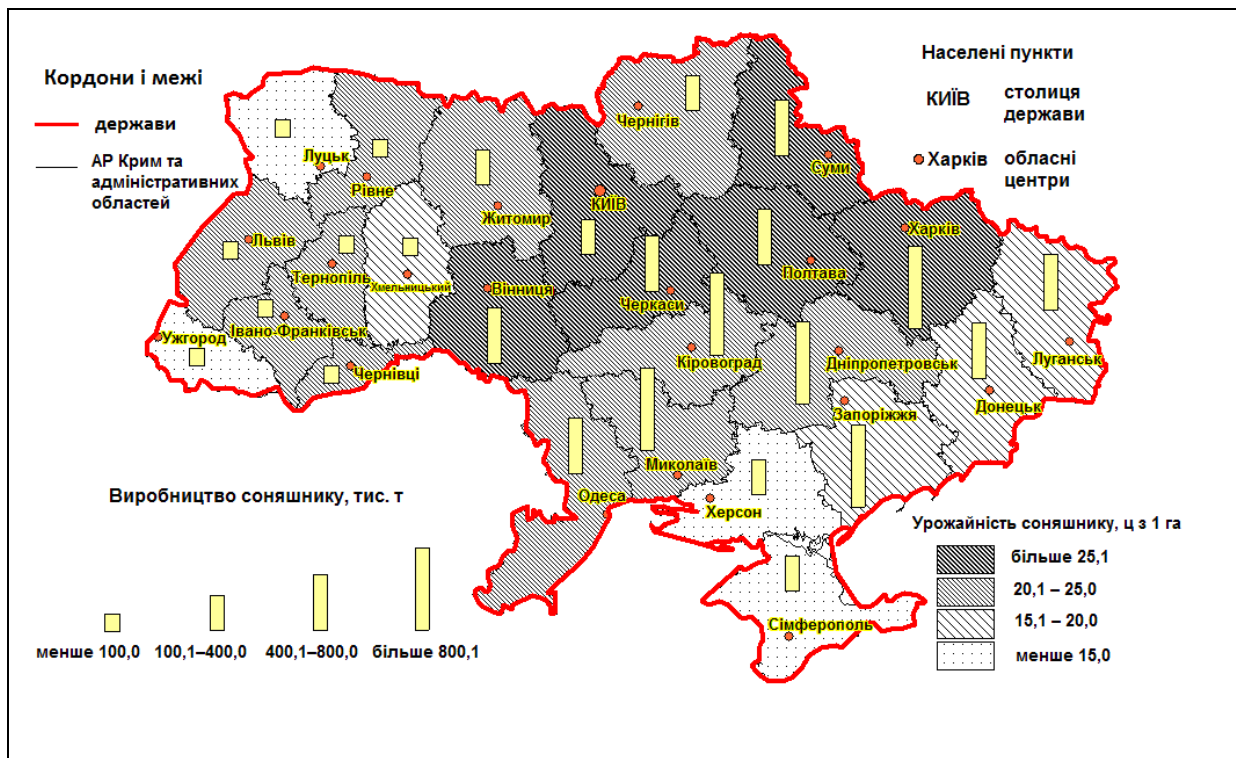 Кордони і межі
держави
АР Крим та
адміністративних
областей
Населені пункти
КИЇВ
столиця
держави
Харків
обласні
центри
Чернігів
Суми
Луцьк
Рівне
Житомир
КИЇВ
Харків
Львів
Тернопіль
Хмельницький
Вінниця
Черкаси
Полтава
Ужгород
Івано-Франківськ
Чернівці
Кіровоград
Дніпропетровськ
Луганськ
Запоріжжя
Донецьк
Миколаїв
Одеса
Херсон
Сімферополь
Виробництво соняшнику, тис. т
менше 100,0
100,1–400,0
400,1–800,0
більше 800,1
Урожайність соняшнику, ц з 1 га
більше 25,1
20,1 – 25,0
15,1 – 20,0
менше 15,0